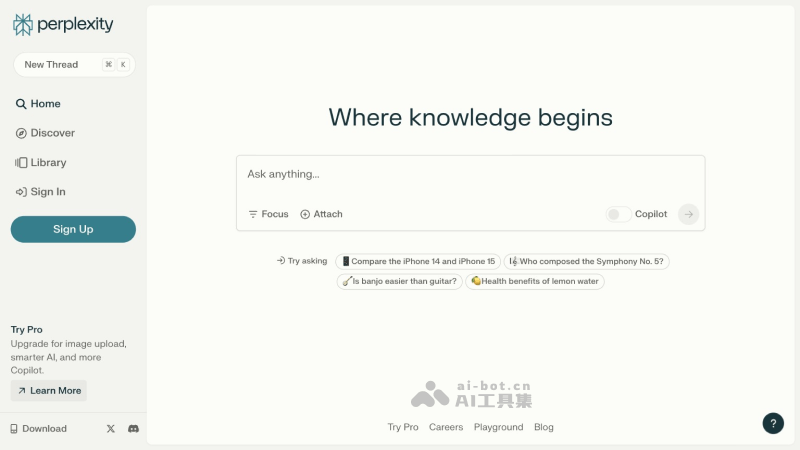 perplexity
New Thread ⌘ K
Home
Discover
Library
Sign In
Sign Up
Try Pro
Upgrade for image upload,
smarter AI, and more
Copilot.
Learn More
Download
Where knowledge begins
Ask anything...
Focus Attach Copilot
Try asking Compare the iPhone 14 and iPhone 15 Who composed the Symphony No. 5?
Is banjo easier than guitar? Health benefits of lemon water
ai-bot.cn
AI工具集
Try Pro Careers Playground Blog
?